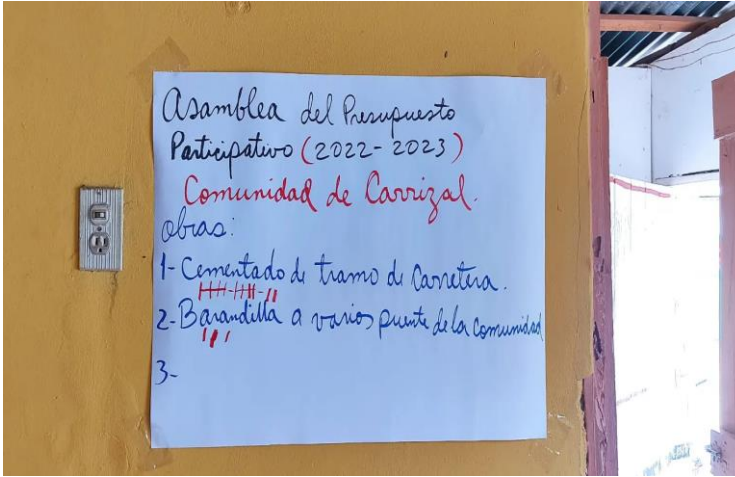 Asamblea del Presupuesto
Participativo (2022-2023)
Comunidad de Carrizal.
obras:
1- Cementado de tramo de Carretera.
2- Barandilla a varios puente de la comunidad
3-